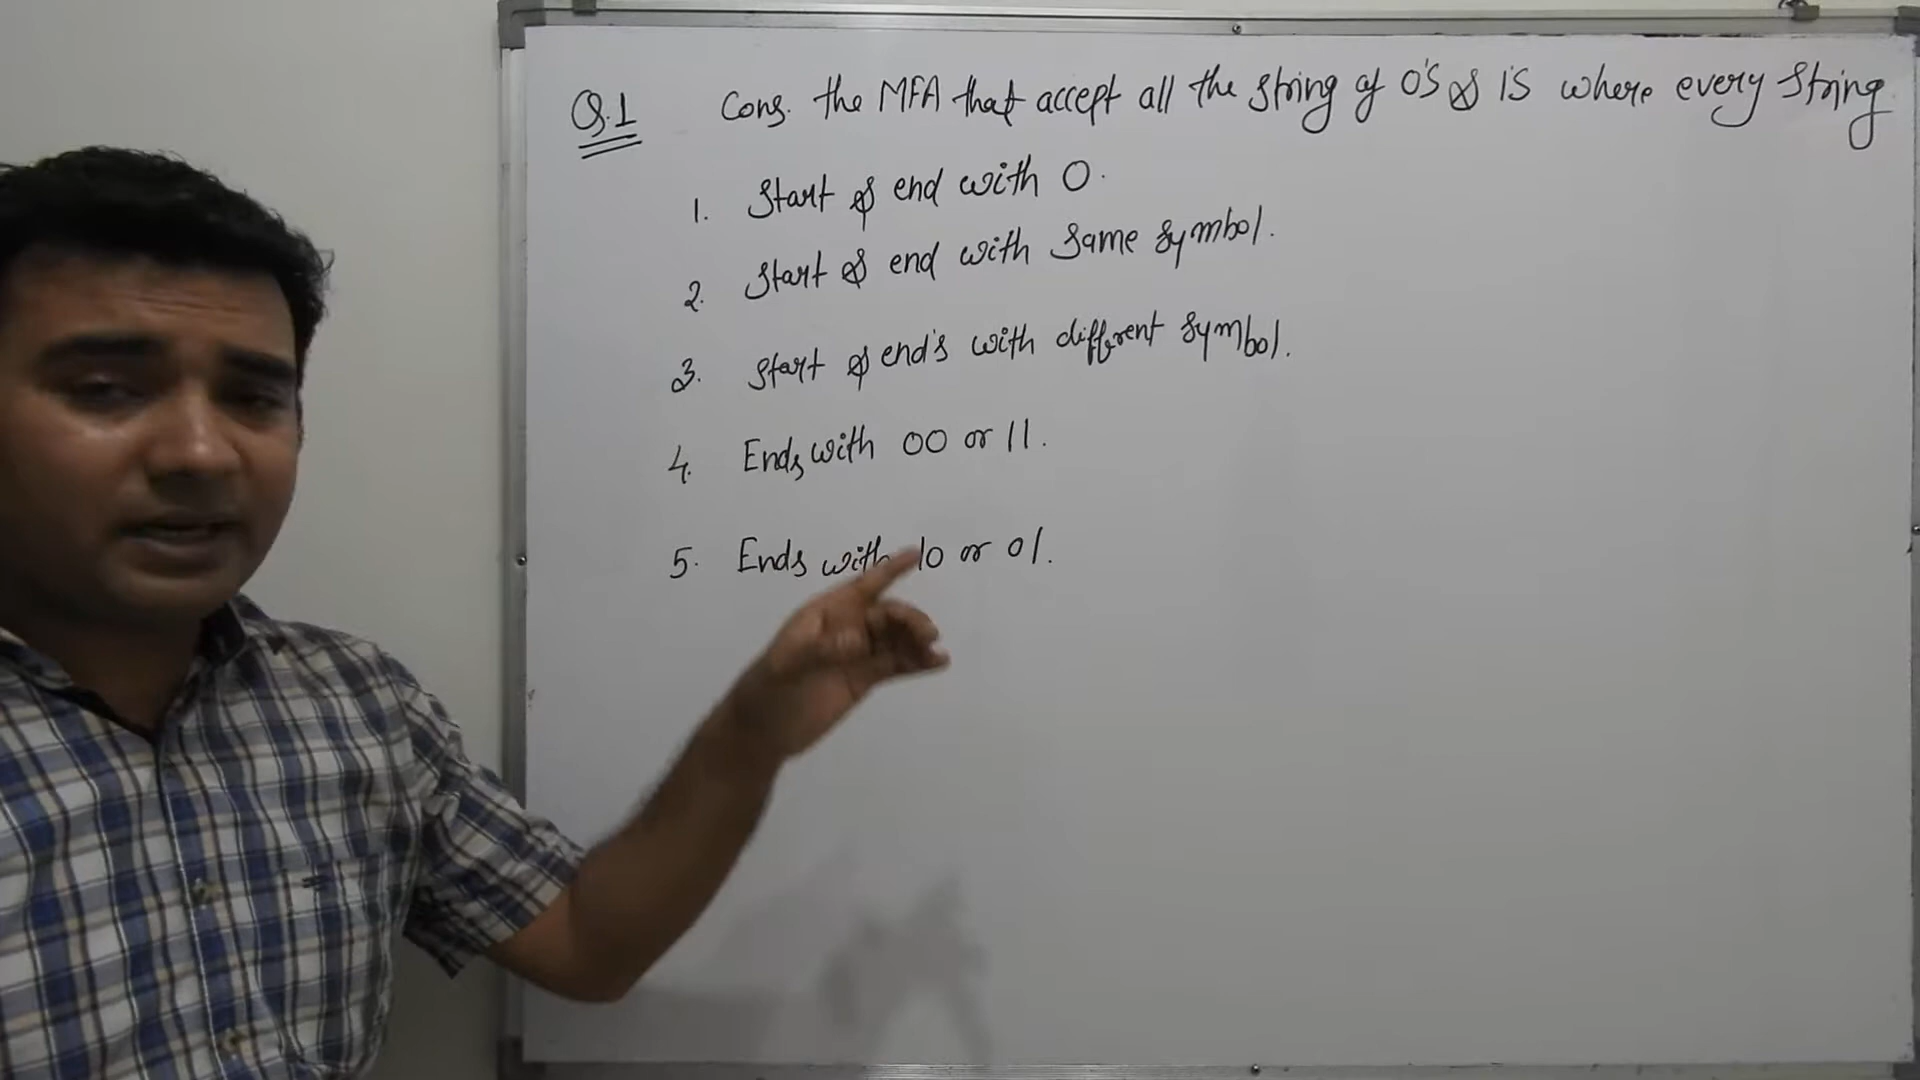 Q.1 Cons. the MFA that accept all the string of 0's & 1s where every string
1. Start & end with 0.
2. Start & end with same symbol.
3. Start & end's with different symbol.
4. Ends with 00 or 11.
5. Ends with 10 or 01.